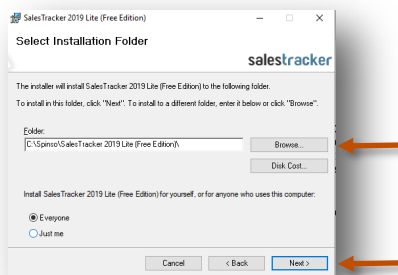 SalesTracker 2019 Lite (Free Edition)
Select Installation Folder
salestracker
The installer will install SalesTracker 2019 Lite (Free Edition) to the following folder.
To install in this folder, click "Next". To install to a different folder, enter it below or click "Browse".
Folder:
C:\Spinso\SalesTracker 2019 Lite (Free Edition)\
Browse...
Disk Cost...
Install SalesTracker 2019 Lite (Free Edition) for yourself, or for anyone who uses this computer:
Everyone
Just me
Cancel < Back Next >